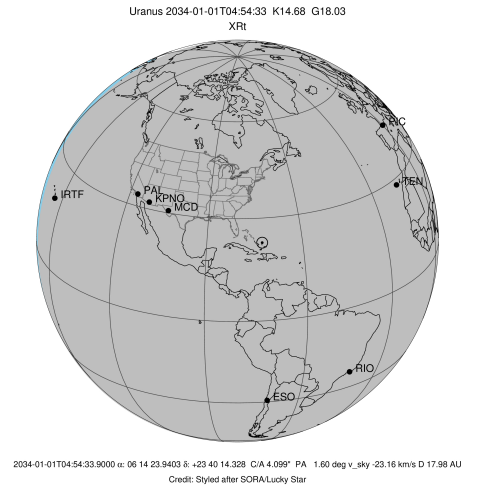 Uranus 2034-01-01T04:54:33 K14.68 G18.03
XRt
PIC
TEN
IRTF
PAL
KPNO
MCD
RIO
ESO
2034-01-01T04:54:33.9000 α: 06 14 23.9403 δ: +23 40 14.328 C/A 4.099" PA 1.60 deg v_sky -23.16 km/s D 17.98 AU
Credit: Styled after SORA/Lucky Star